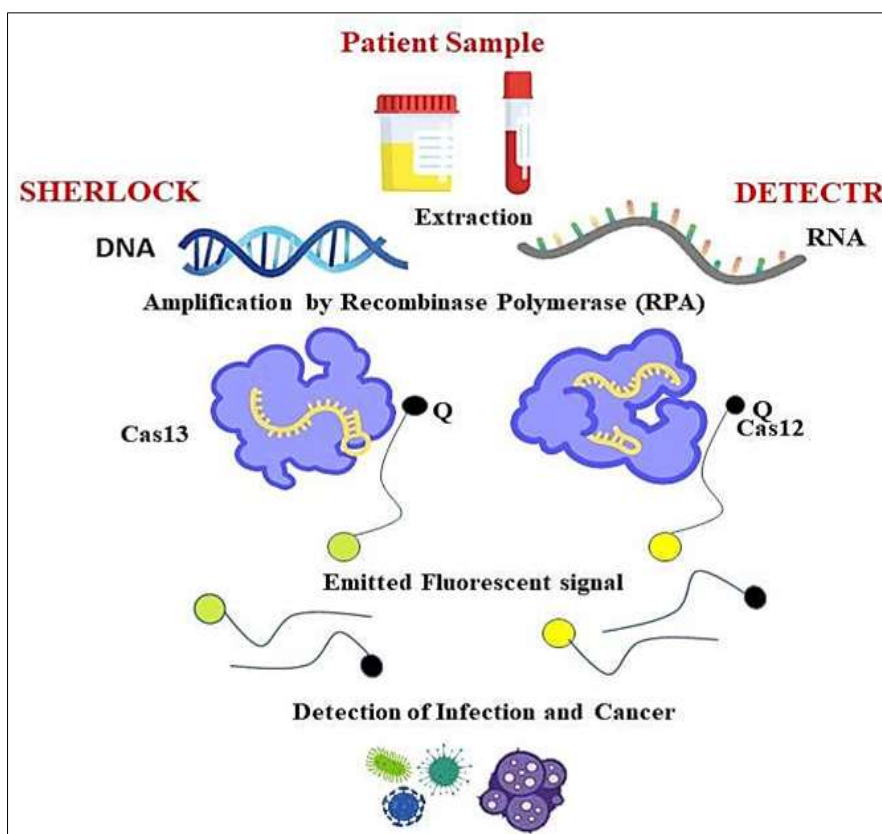 Patient Sample
SHERLOCK
DETECTR
Extraction
DNA
RNA
Amplification by Recombinase Polymerase (RPA)
Cas13
Q
Q
Cas12
Emitted Fluorescent signal
Detection of Infection and Cancer